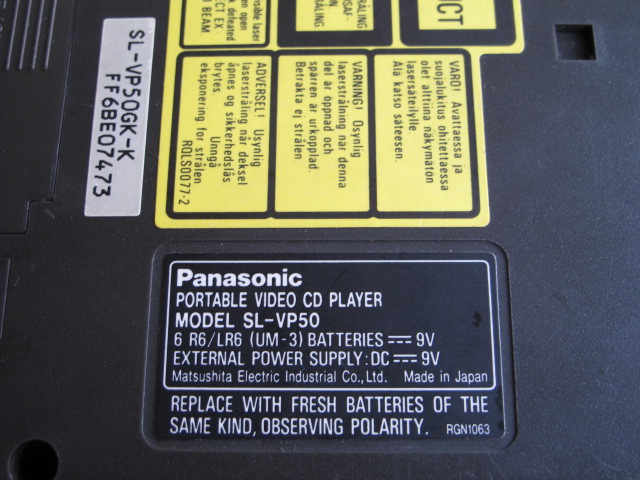 SL-VP50GK-K
FF6BE07473
ADVERSEL! Usynlig
laserstråling når deksel
åpnes og sikkerhedslås
brytes. Unngå
eksponering for strålen
RQLS0077-2
VARNING! Osynlig
laserstrålning när denna
del är öppnad och
spärren är urkopplad.
Betrakta ej strålen
VARO! Avattaessa ja
suojalukitus ohitettaessa
olet alttiina näkymätön
lasersäteilylle.
Älä katso säteeseen.
Panasonic
PORTABLE VIDEO CD PLAYER
MODEL SL-VP50
6 R6/LR6 (UM-3) BATTERIES ⎓ 9V
EXTERNAL POWER SUPPLY: DC ⎓ 9V
Matsushita Electric Industrial Co., Ltd. Made in Japan
REPLACE WITH FRESH BATTERIES OF THE
SAME KIND, OBSERVING POLARITY. RGN1063